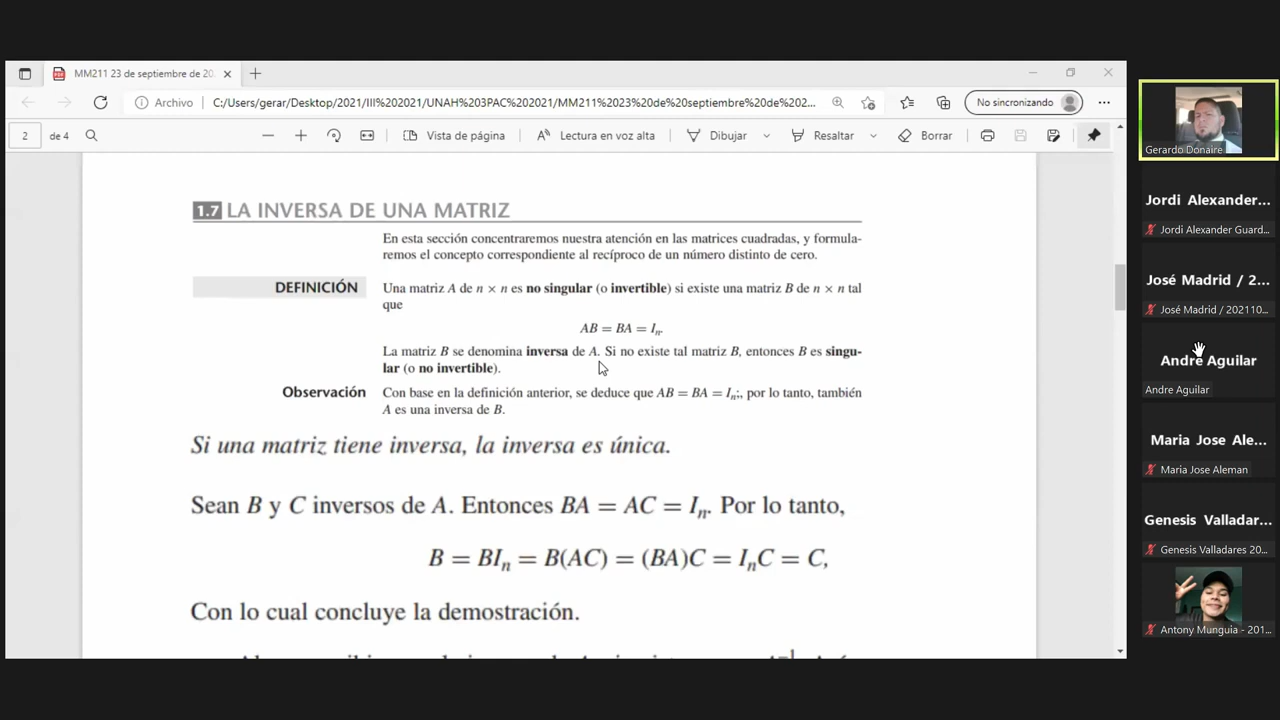 MM211 23 de septiembre de 20
Archivo
C:/Users/gerar/Desktop/2021/III%202021/UNAH%203PAC%202021/MM211%2023%20de%20septiembre%20de%202...
No sincronizando
2
de 4
Vista de página
Lectura en voz alta
Dibujar
Resaltar
Borrar
1.7 LA INVERSA DE UNA MATRIZ
En esta sección concentraremos nuestra atención en las matrices cuadradas, y formula-
remos el concepto correspondiente al recíproco de un número distinto de cero.
DEFINICIÓN
Una matriz A de n × n es no singular (o invertible) si existe una matriz B de n × n tal
que
AB = BA = Iₙ.
La matriz B se denomina inversa de A. Si no existe tal matriz B, entonces B es singu-
lar (o no invertible).
Observación
Con base en la definición anterior, se deduce que AB = BA = Iₙ;, por lo tanto, también
A es una inversa de B.
Si una matriz tiene inversa, la inversa es única.
Sean B y C inversos de A. Entonces BA = AC = Iₙ. Por lo tanto,
B = BIₙ = B(AC) = (BA)C = IₙC = C,
Con lo cual concluye la demostración.
Gerardo Donaire
Jordi Alexander...
Jordi Alexander Guard...
José Madrid / 2...
José Madrid / 202110...
Andre Aguilar
Andre Aguilar
Maria Jose Ale...
Maria Jose Aleman
Genesis Valladar...
Genesis Valladares 20...
Antony Munguia - 201...